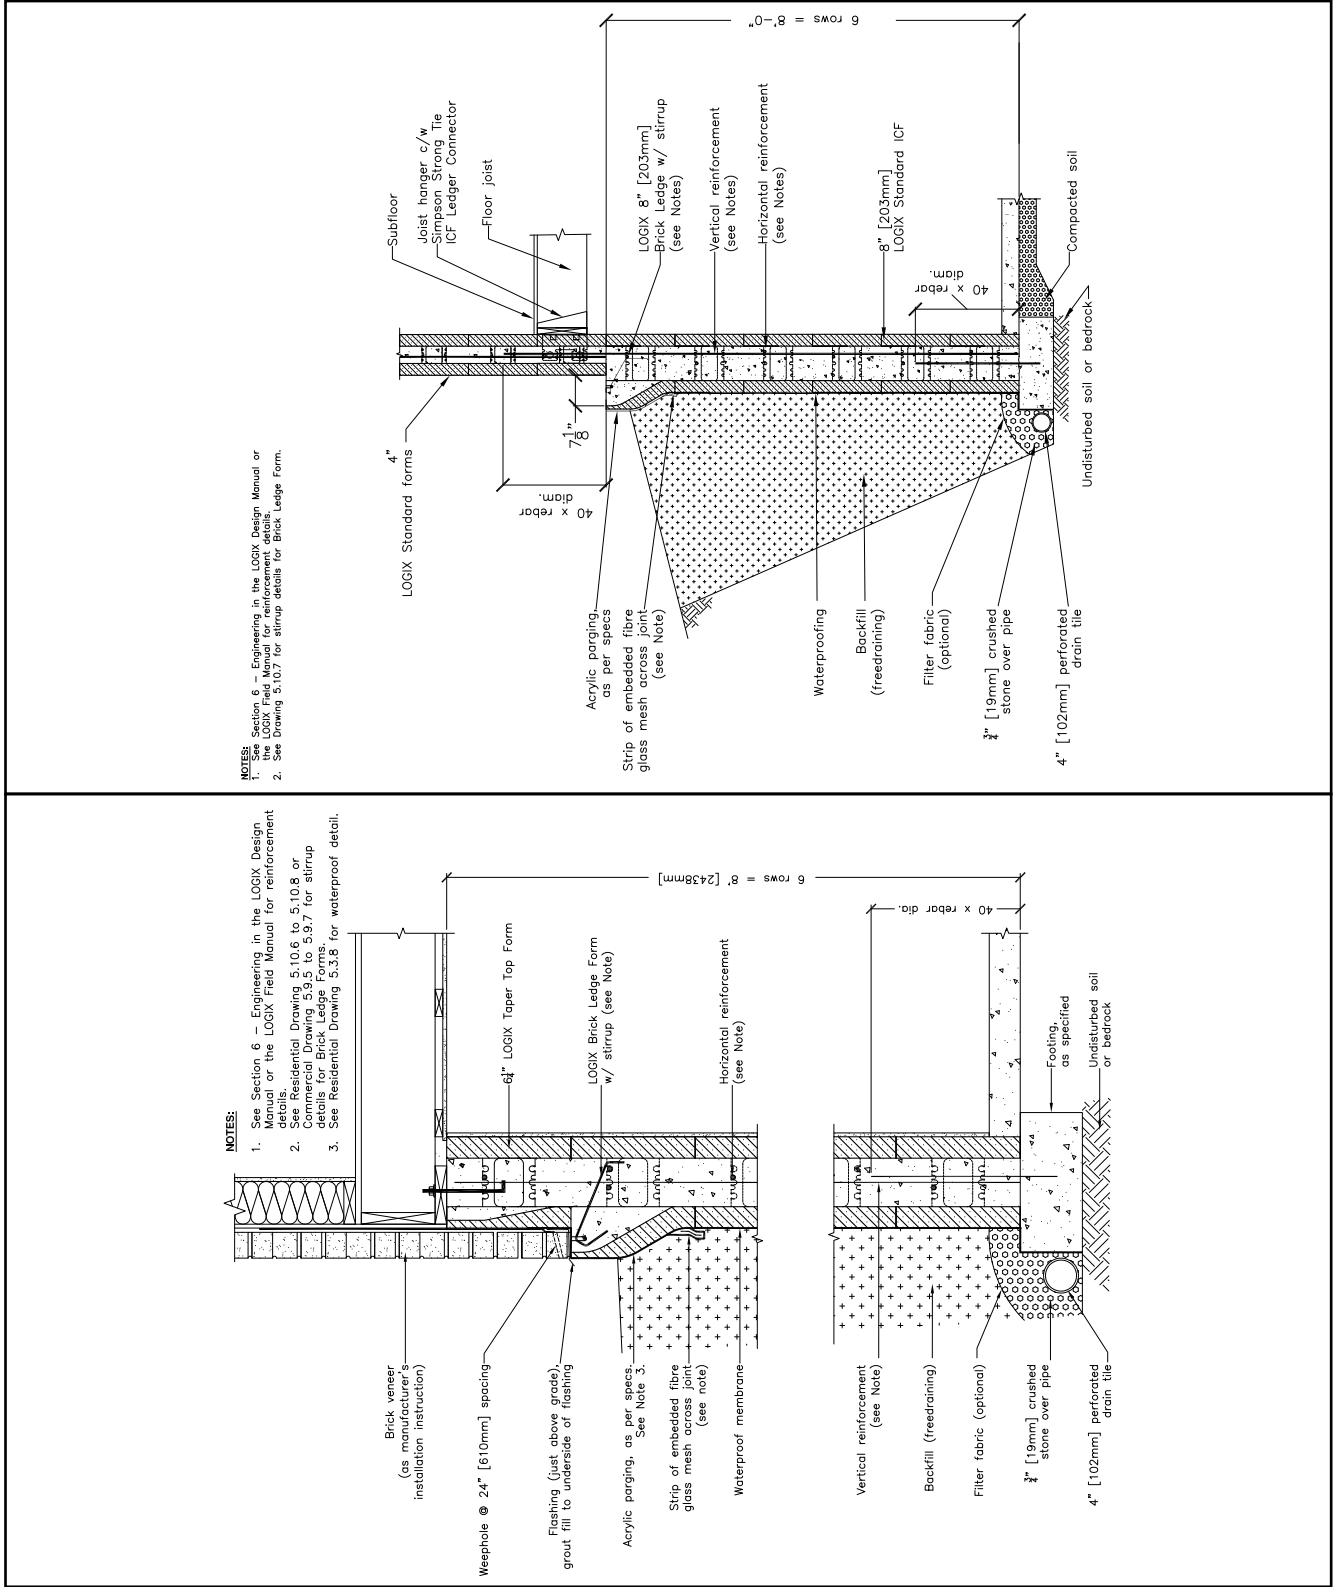 NOTES:
1. See Section 6 – Engineering in the LOGIX Design
Manual or the LOGIX Field Manual for reinforcement
details.
2. See Residential Drawing 5.10.6 to 5.10.8 or
Commercial Drawing 5.9.5 to 5.9.7 for stirrup
details for Brick Ledge Forms.
3. See Residential Drawing 5.3.8 for waterproof detail.
Brick veneer
(as manufacturer's
installation instruction)
Weephole @ 24" [610mm] spacing
Flashing (just above grade),
grout fill to underside of flashing
Acrylic parging, as per specs.
See Note 3.
Strip of embedded fibre
glass mesh across joint
(see note)
Waterproof membrane
Vertical reinforcement
(see Note)
Backfill (freedraining)
Filter fabric (optional)
¾" [19mm] crushed
stone over pipe
4" [102mm] perforated
drain tile
6¼" LOGIX Taper Top Form
LOGIX Brick Ledge Form
w/ stirrup (see Note)
Horizontal reinforcement
(see Note)
Footing,
as specified
Undisturbed soil
or bedrock
40 x rebar dia.
6 rows = 8' [2438mm]
NOTES:
1. See Section 6 – Engineering in the LOGIX Design Manual or
the LOGIX Field Manual for reinforcement details.
2. See Drawing 5.10.7 for stirrup details for Brick Ledge Form.
4"
LOGIX Standard forms
40 x rebar
diam.
7⅛"
Acrylic parging,
as per specs
Strip of embedded fibre
glass mesh across joint
(see Note)
Waterproofing
Backfill
(freedraining)
Filter fabric
(optional)
¾" [19mm] crushed
stone over pipe
4" [102mm] perforated
drain tile
Subfloor
Joist hanger c/w
Simpson Strong Tie
ICF Ledger Connector
Floor joist
LOGIX 8" [203mm]
Brick Ledge w/ stirrup
(see Notes)
Vertical reinforcement
(see Notes)
Horizontal reinforcement
(see Notes)
8" [203mm]
LOGIX Standard ICF
40 x rebar
diam.
Compacted soil
Undisturbed soil or bedrock
6 rows = 8'-0"